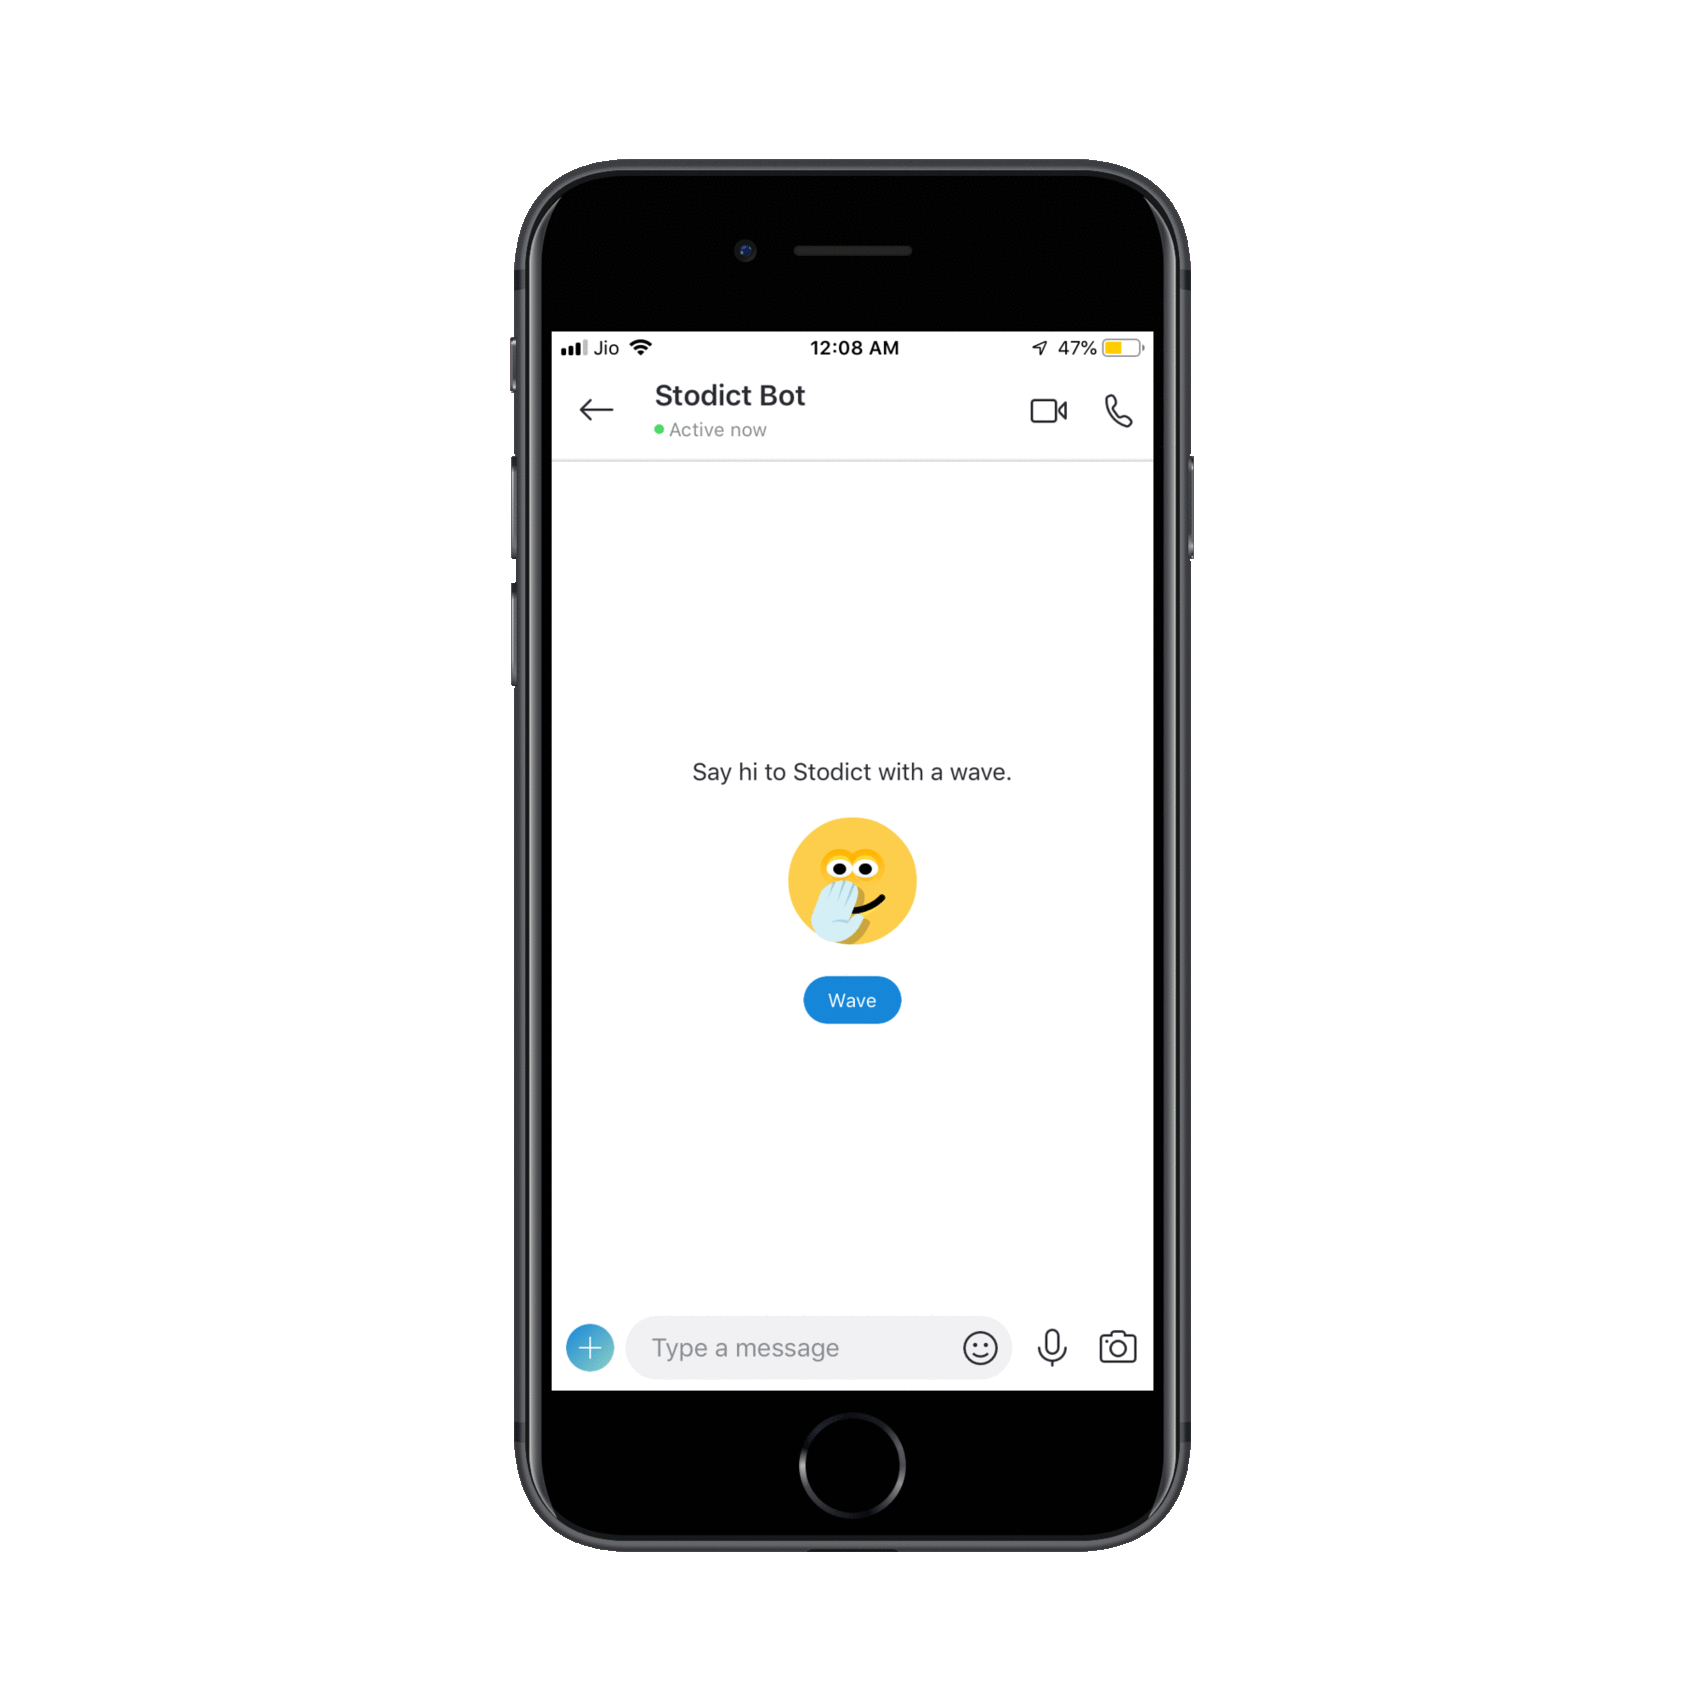 Jio 12:08 AM 47%
Stodict Bot
Active now
Say hi to Stodict with a wave.
Wave
Type a message